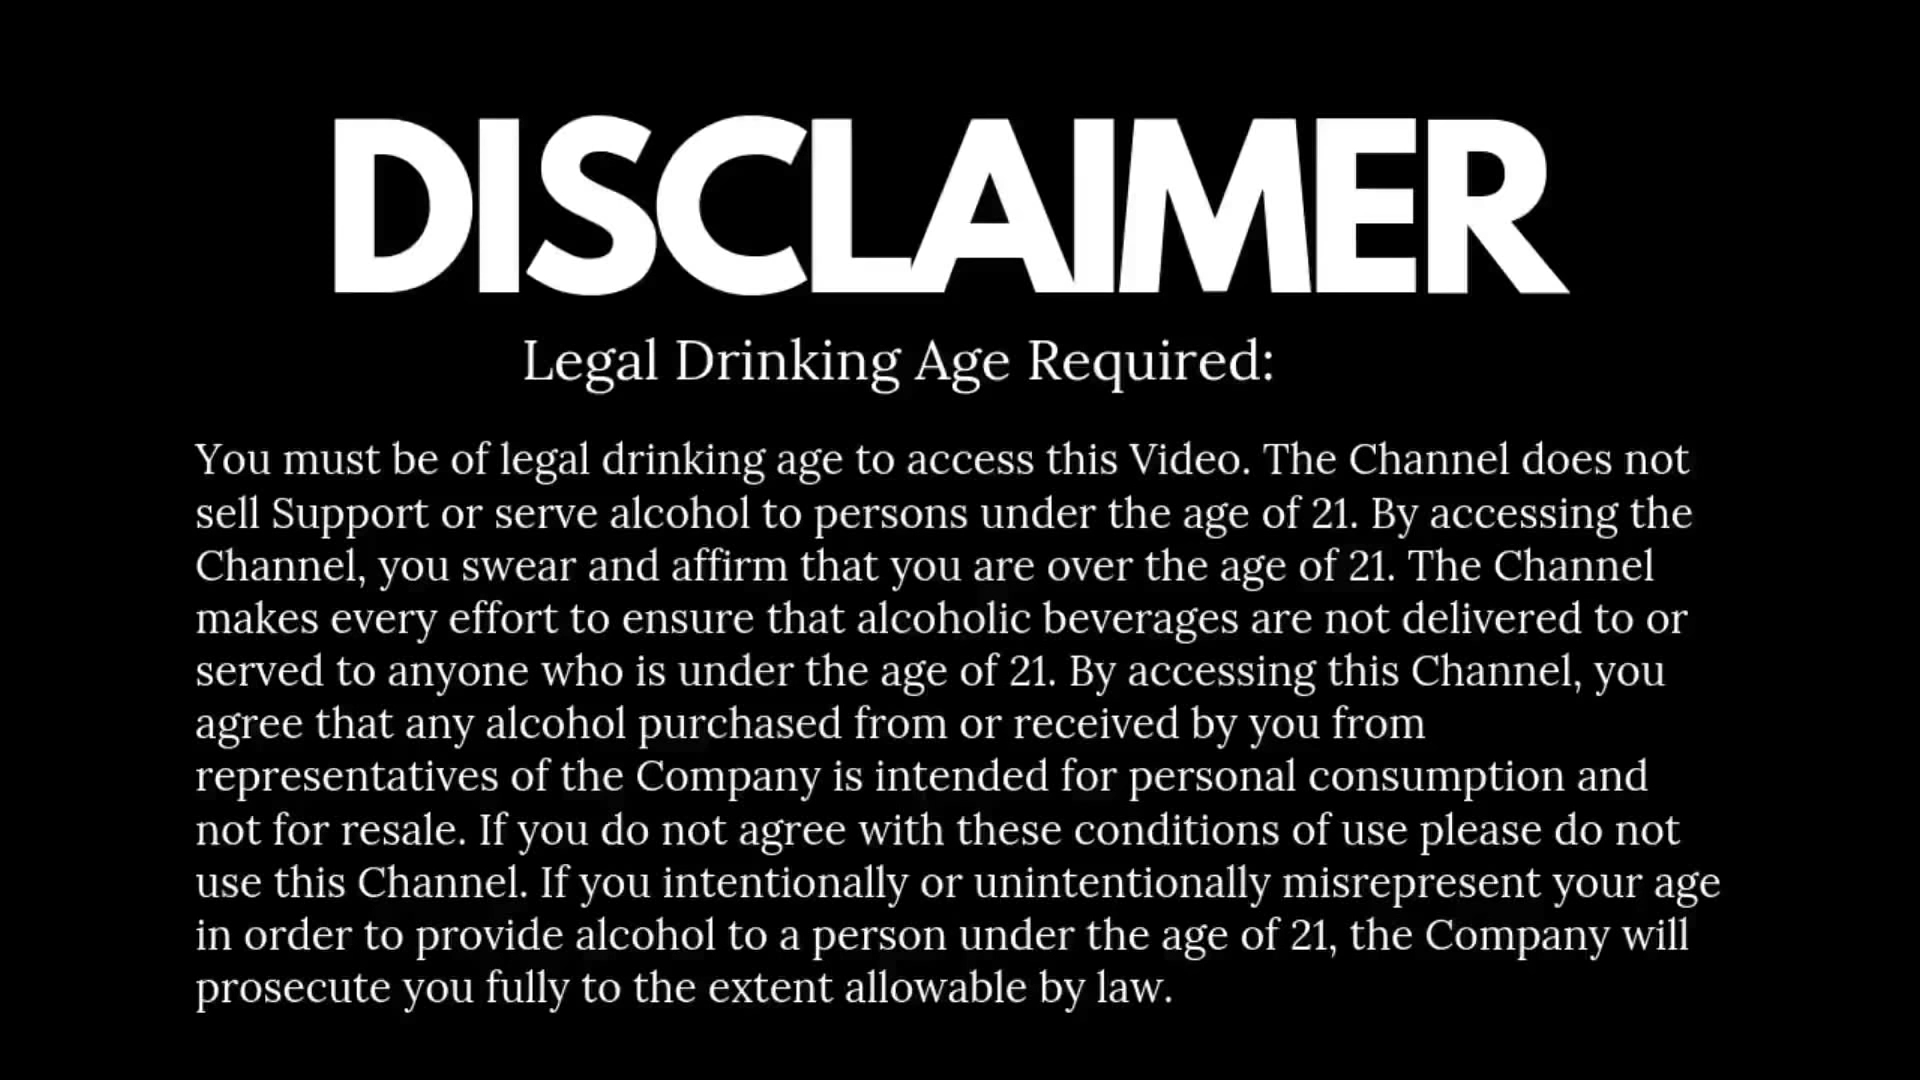 DISCLAIMER
Legal Drinking Age Required:
You must be of legal drinking age to access this Video. The Channel does not
sell Support or serve alcohol to persons under the age of 21. By accessing the
Channel, you swear and affirm that you are over the age of 21. The Channel
makes every effort to ensure that alcoholic beverages are not delivered to or
served to anyone who is under the age of 21. By accessing this Channel, you
agree that any alcohol purchased from or received by you from
representatives of the Company is intended for personal consumption and
not for resale. If you do not agree with these conditions of use please do not
use this Channel. If you intentionally or unintentionally misrepresent your age
in order to provide alcohol to a person under the age of 21, the Company will
prosecute you fully to the extent allowable by law.